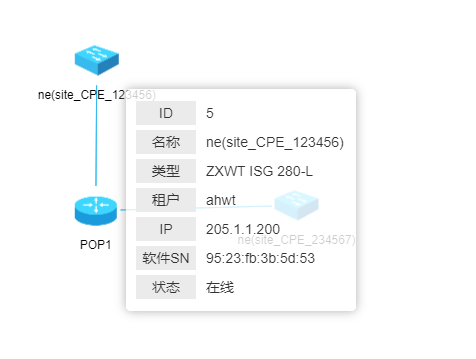 ne(site_CPE_123456)
ID 5
名称 ne(site_CPE_123456)
类型 ZXWT ISG 280-L
租户 ahwt
IP 205.1.1.200
POP1
ne(site_CPE_234567)
软件SN 95:23:fb:3b:5d:53
状态 在线